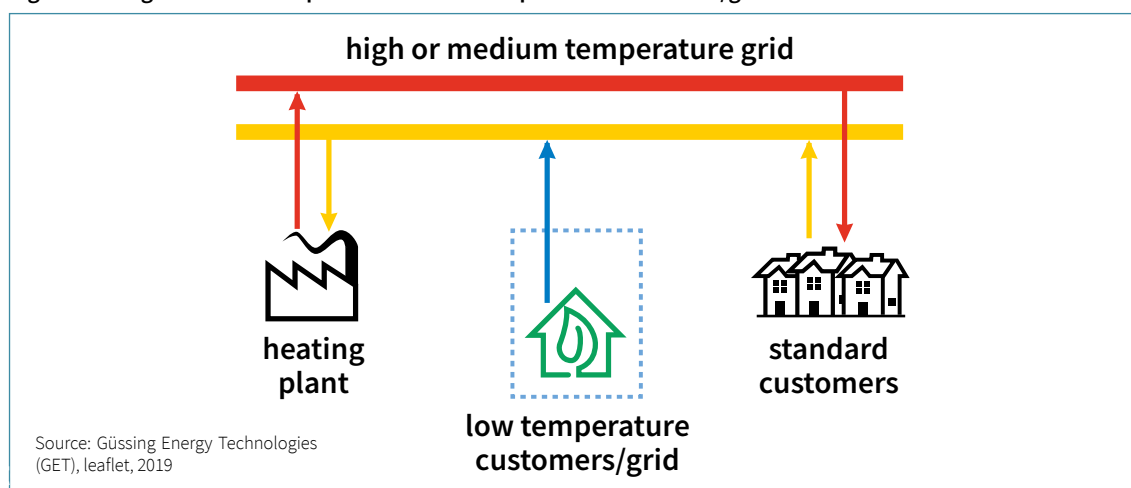 high or medium temperature grid
heating
plant
standard
customers
low temperature
customers/grid
Source: Güssing Energy Technologies
(GET), leaflet, 2019